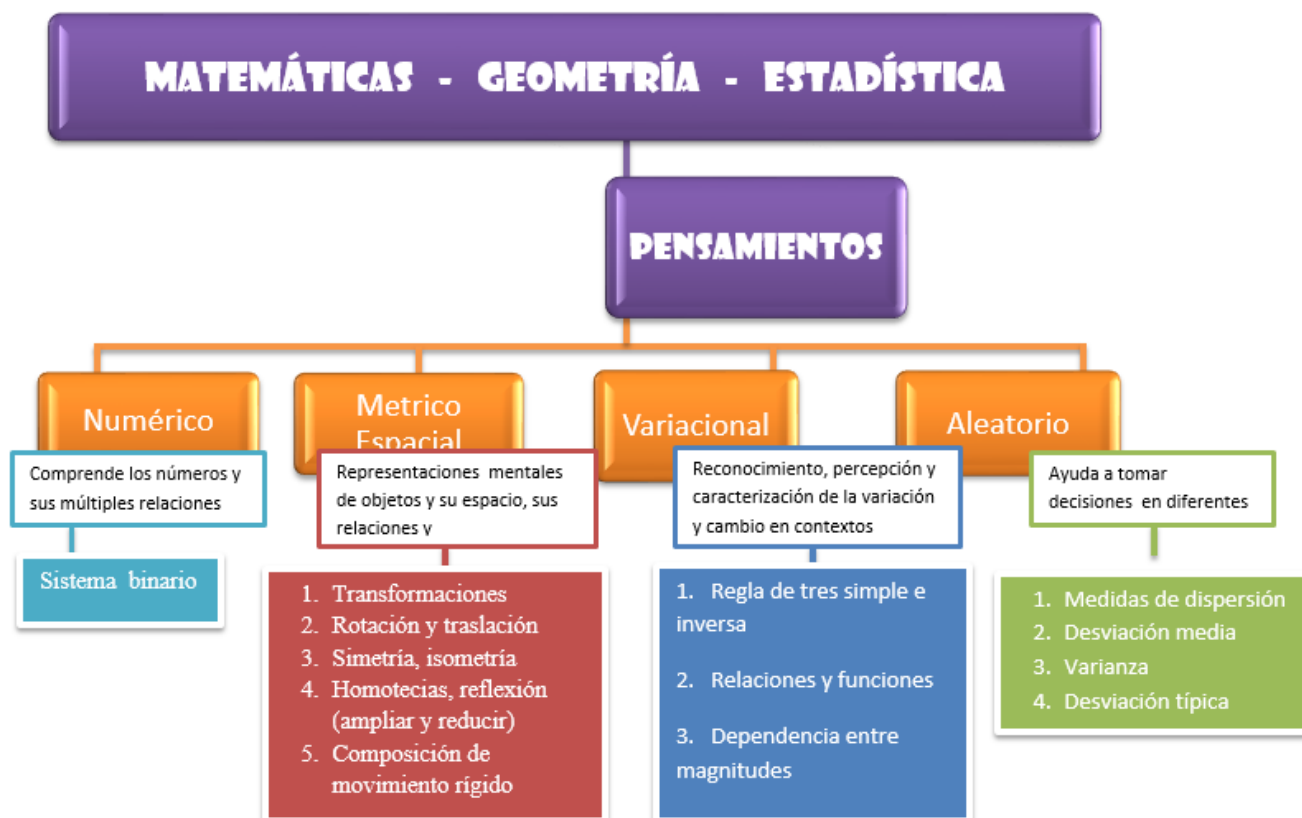 MATEMÁTICAS - GEOMETRÍA - ESTADÍSTICA
PENSAMIENTOS
Numérico
Comprende los números y
sus múltiples relaciones
Sistema binario
Metrico
Espacial
Representaciones mentales
de objetos y su espacio, sus
relaciones y
1. Transformaciones
2. Rotación y traslación
3. Simetría, isometría
4. Homotecias, reflexión
(ampliar y reducir)
5. Composición de
movimiento rígido
Variacional
Reconocimiento, percepción y
caracterización de la variación
y cambio en contextos
1. Regla de tres simple e
inversa
2. Relaciones y funciones
3. Dependencia entre
magnitudes
Aleatorio
Ayuda a tomar
decisiones en diferentes
1. Medidas de dispersión
2. Desviación media
3. Varianza
4. Desviación típica